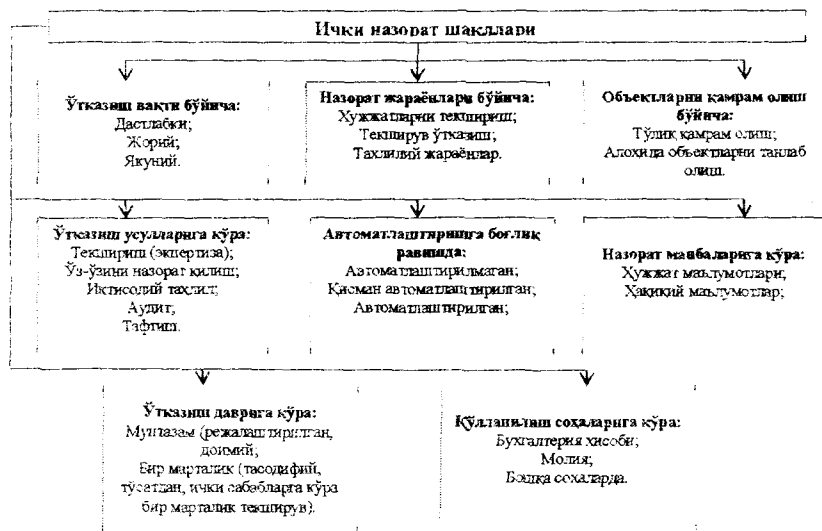 Ички назорат шакллари
Ўтказиш вақти бўйича:
Дастлабки;
Жорий;
Якуний.
Назорат жараёнлари бўйича:
Ҳужжатларни текшириш;
Текширув ўтказиш;
Таҳлилий жараёнлар.
Объектларни қамрам олиш
бўйича:
Тўлиқ қамрам олиш;
Алоҳида объектларни танлаб
олиш.
Ўтказиш усулларига кўра:
Текшириш (экпертиза);
Ўз-ўзини назорат қилиш;
Иқтисодий таҳлил;
Аудит;
Тафтиш.
Автоматлаштиришга боғлиқ
равишда:
Автоматлаштирилмаган;
Қисман автоматлаштирилган;
Автоматлаштирилган;
Назорат манбаларига кўра:
Ҳужжат маълумотлари;
Ҳақиқий маълумотлар;
Ўтказиш даврига кўра:
Мунтазам (режалаштирилган,
доимий;
Бир марталик (тасодифий,
тўсатдан, ички сабабларга кўра
бир марталик текширув).
Қўлланилиш соҳаларига кўра:
Бухгалтерия ҳисоби;
Молия;
Бошқа соҳаларда.